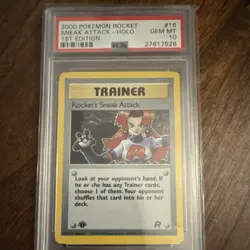 2000 POKEMON ROCKET #16
SNEAK ATTACK - HOLO GEM MT
1ST EDITION 10
PSA 27617928
TRAINER
Rocket's Sneak Attack
Look at your opponent's hand. If
he or she has any Trainer cards,
choose 1 of them. Your opponent
shuffles that card into his or her
deck.